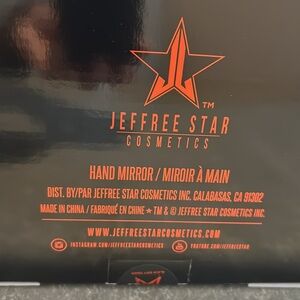 TM
JEFFREE STAR
COSMETICS
HAND MIRROR / MIROIR À MAIN
DIST. BY/PAR JEFFREE STAR COSMETICS INC. CALABASAS, CA 91302
MADE IN CHINA / FABRIQUÉ EN CHINE ★ TM & © JEFFREE STAR COSMETICS INC.
WWW.JEFFREESTARCOSMETICS.COM
INSTAGRAM.COM/JEFFREESTARCOSMETICS YOUTUBE.COM/JEFFREESTAR